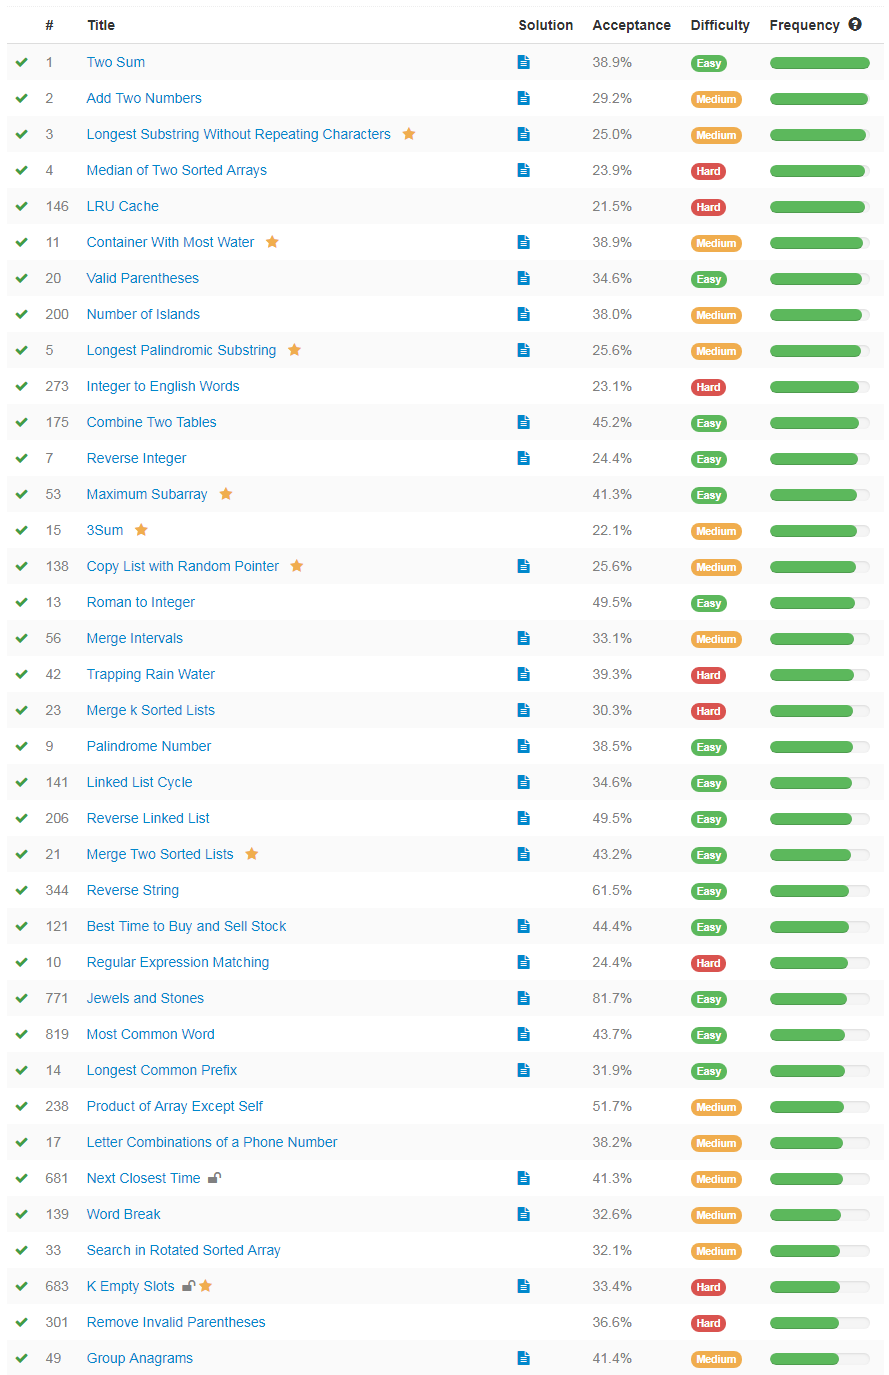 # Title Solution Acceptance Difficulty Frequency ?
1 Two Sum 38.9% Easy
2 Add Two Numbers 29.2% Medium
3 Longest Substring Without Repeating Characters 25.0% Medium
4 Median of Two Sorted Arrays 23.9% Hard
146 LRU Cache 21.5% Hard
11 Container With Most Water 38.9% Medium
20 Valid Parentheses 34.6% Easy
200 Number of Islands 38.0% Medium
5 Longest Palindromic Substring 25.6% Medium
273 Integer to English Words 23.1% Hard
175 Combine Two Tables 45.2% Easy
7 Reverse Integer 24.4% Easy
53 Maximum Subarray 41.3% Easy
15 3Sum 22.1% Medium
138 Copy List with Random Pointer 25.6% Medium
13 Roman to Integer 49.5% Easy
56 Merge Intervals 33.1% Medium
42 Trapping Rain Water 39.3% Hard
23 Merge k Sorted Lists 30.3% Hard
9 Palindrome Number 38.5% Easy
141 Linked List Cycle 34.6% Easy
206 Reverse Linked List 49.5% Easy
21 Merge Two Sorted Lists 43.2% Easy
344 Reverse String 61.5% Easy
121 Best Time to Buy and Sell Stock 44.4% Easy
10 Regular Expression Matching 24.4% Hard
771 Jewels and Stones 81.7% Easy
819 Most Common Word 43.7% Easy
14 Longest Common Prefix 31.9% Easy
238 Product of Array Except Self 51.7% Medium
17 Letter Combinations of a Phone Number 38.2% Medium
681 Next Closest Time 41.3% Medium
139 Word Break 32.6% Medium
33 Search in Rotated Sorted Array 32.1% Medium
683 K Empty Slots 33.4% Hard
301 Remove Invalid Parentheses 36.6% Hard
49 Group Anagrams 41.4% Medium